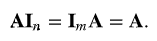 𝐀𝐈ₙ = 𝐈ₘ𝐀 = 𝐀.